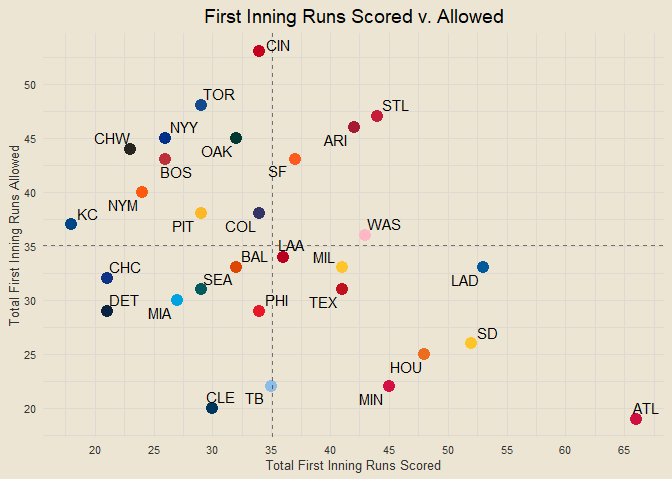 First Inning Runs Scored v. Allowed
CIN
TOR
STL
NYY
ARI
CHW
OAK
BOS
SF
NYM
KC
PIT
COL
WAS
LAA
BAL
MIL
CHC
SEA
LAD
DET
MIA
PHI
TEX
SD
HOU
CLE
TB
MIN
ATL
50
45
40
35
30
25
20
Total First Inning Runs Allowed
20 25 30 35 40 45 50 55 60 65
Total First Inning Runs Scored